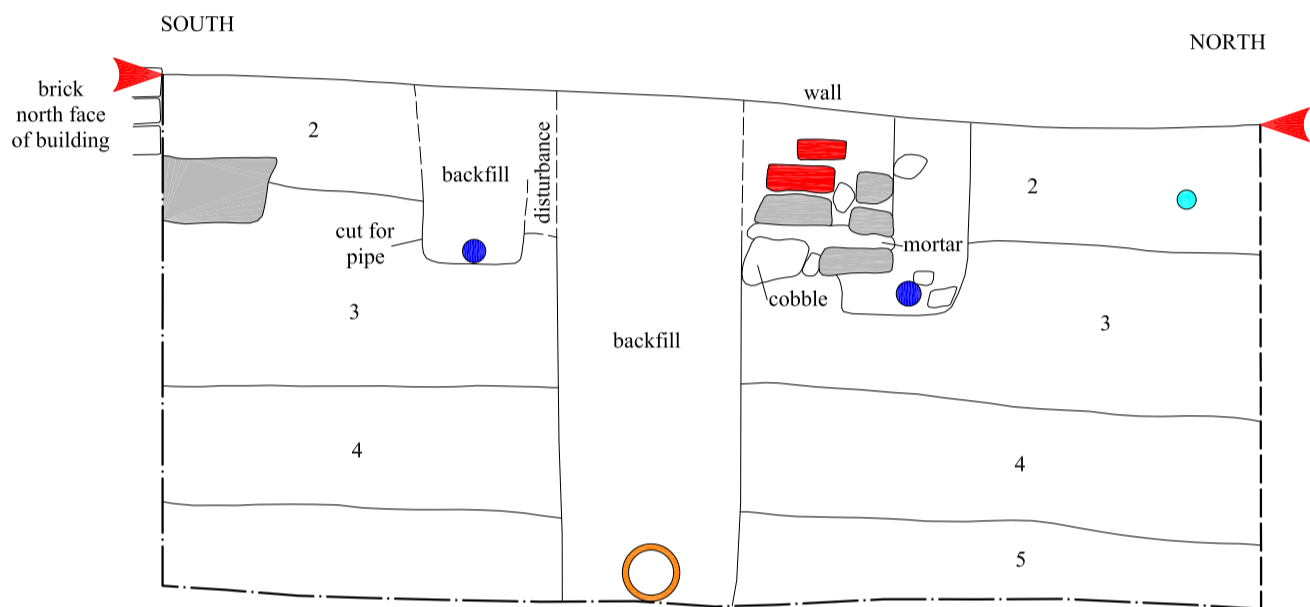 SOUTH
NORTH
brick
north face
of building
wall
2
backfill
disturbance
2
cut for
pipe
mortar
cobble
3
backfill
3
4
4
5